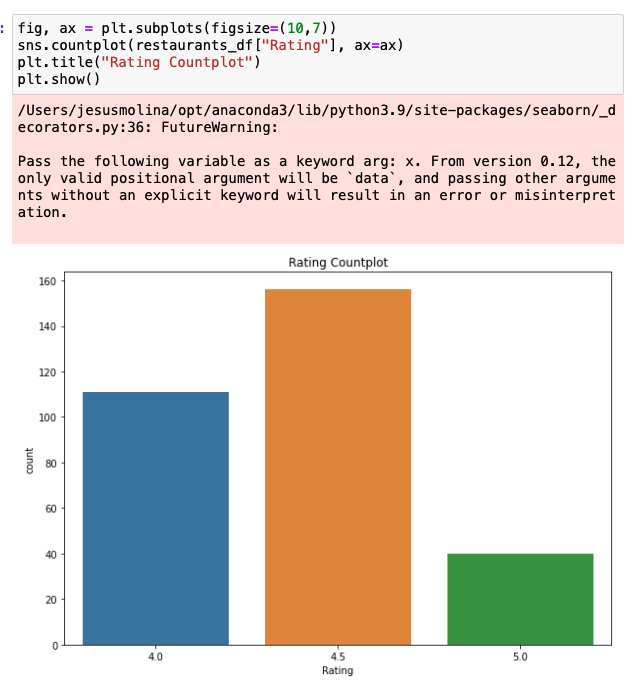 : fig, ax = plt.subplots(figsize=(10,7))
sns.countplot(restaurants_df["Rating"], ax=ax)
plt.title("Rating Countplot")
plt.show()
/Users/jesusmolina/opt/anaconda3/lib/python3.9/site-packages/seaborn/_d
ecorators.py:36: FutureWarning:
Pass the following variable as a keyword arg: x. From version 0.12, the
only valid positional argument will be `data`, and passing other argume
nts without an explicit keyword will result in an error or misinterpret
ation.
Rating Countplot
160
140
120
100
80
60
40
20
0
count
4.0 4.5 5.0
Rating